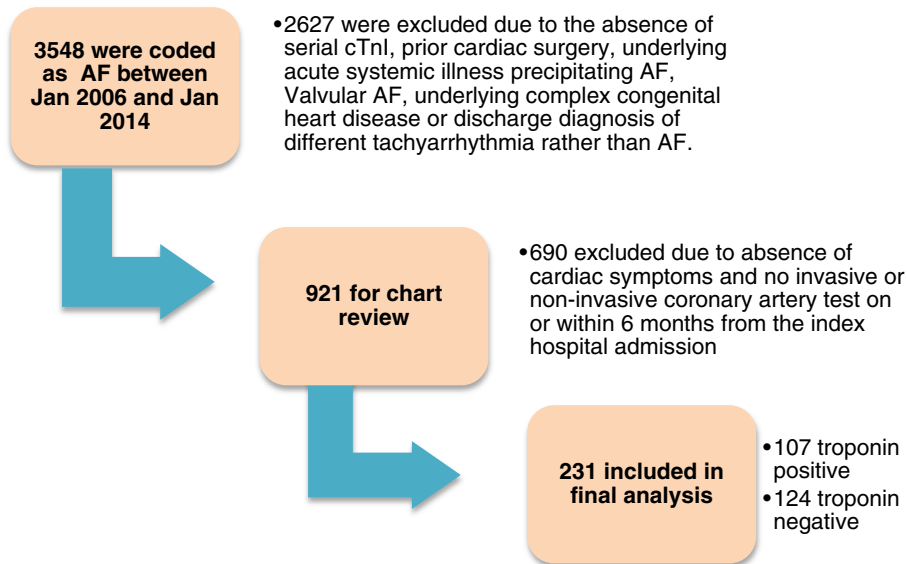 3548 were coded
as AF between
Jan 2006 and Jan
2014
•2627 were excluded due to the absence of
serial cTnI, prior cardiac surgery, underlying
acute systemic illness precipitating AF,
Valvular AF, underlying complex congenital
heart disease or discharge diagnosis of
different tachyarrhythmia rather than AF.
921 for chart
review
•690 excluded due to absence of
cardiac symptoms and no invasive or
non-invasive coronary artery test on
or within 6 months from the index
hospital admission
231 included in
final analysis
•107 troponin
positive
•124 troponin
negative